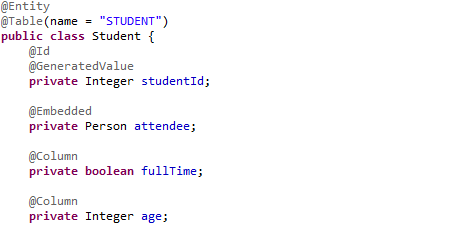 @Entity
@Table(name = "STUDENT")
public class Student {
@Id
@GeneratedValue
private Integer studentId;
@Embedded
private Person attendee;
@Column
private boolean fullTime;
@Column
private Integer age;